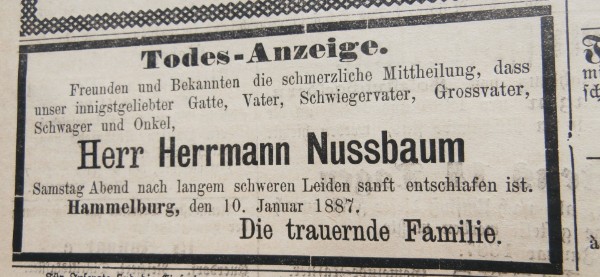 Todes-Anzeige.
Freunden und Bekannten die schmerzliche Mittheilung, dass
unser innigstgeliebter Gatte, Vater, Schwiegervater, Grossvater,
Schwager und Onkel,
Herr Herrmann Nussbaum
Samstag Abend nach langem schweren Leiden sanft entschlafen ist.
Hammelburg, den 10. Januar 1887.
Die trauernde Familie.